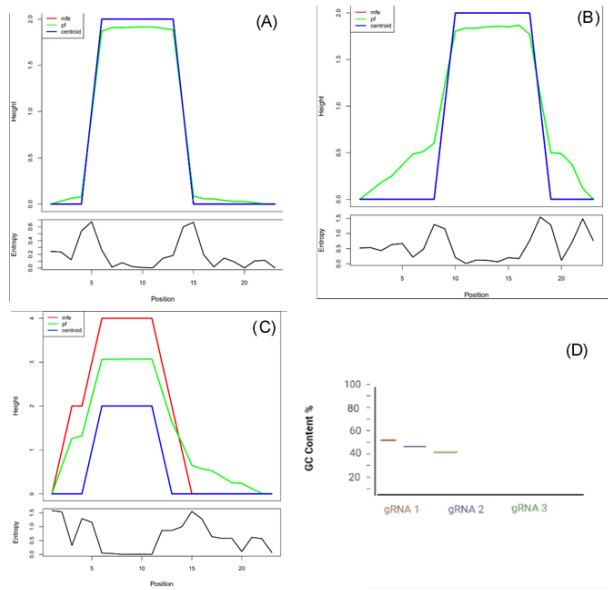 (A)
mfe
pf
centroid
Height
0.0 0.5 1.0 1.5 2.0
Entropy
0.0 0.2 0.4 0.6
5 10 15 20
Position
(B)
mfe
pf
centroid
Height
0.0 0.5 1.0 1.5 2.0
Entropy
0.0 0.5 1.0 1.5
5 10 15 20
Position
(C)
mfe
pf
centroid
Height
0 1 2 3 4
Entropy
0.0 0.5 1.0 1.5
5 10 15 20
Position
(D)
GC Content %
100
80
60
40
20
gRNA 1 gRNA 2 gRNA 3